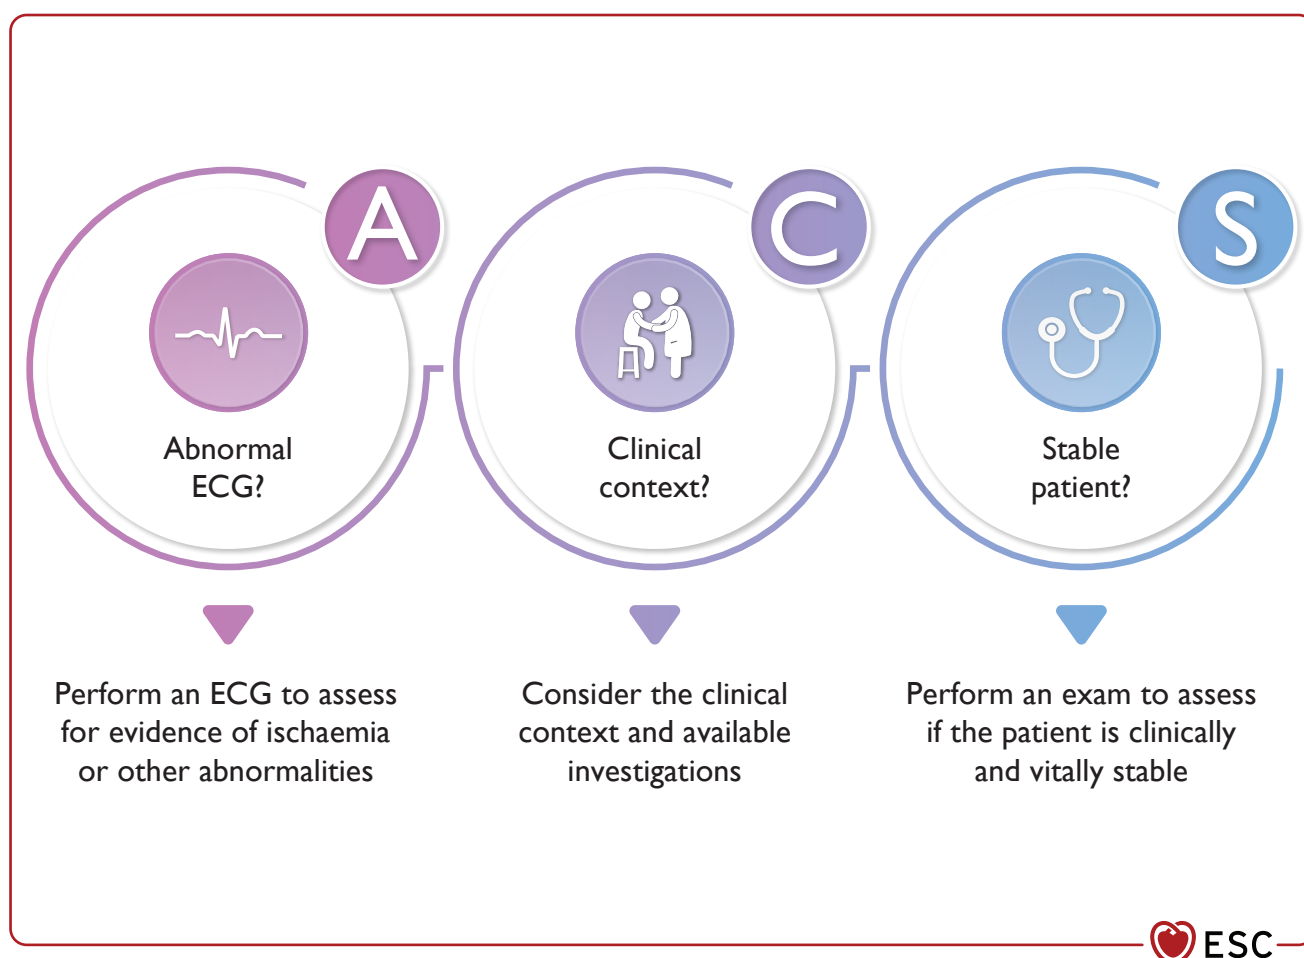 A
C
S
Abnormal
ECG?
Clinical
context?
Stable
patient?
Perform an ECG to assess
for evidence of ischaemia
or other abnormalities
Consider the clinical
context and available
investigations
Perform an exam to assess
if the patient is clinically
and vitally stable
ESC